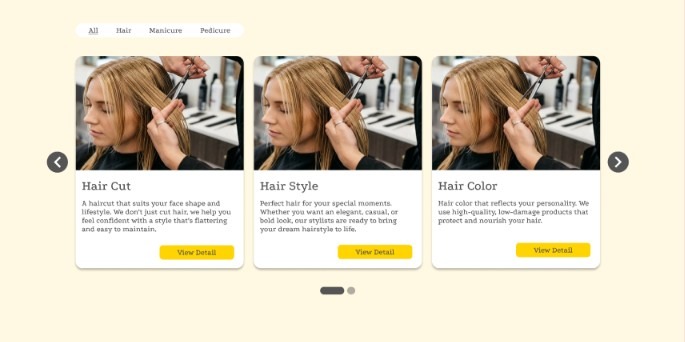 All Hair Manicure Pedicure
Hair Cut
A haircut that suits your face shape and
lifestyle. We don't just cut hair, we help you
feel confident with a style that's flattering
and easy to maintain.
View Detail
Hair Style
Perfect hair for your special moments.
Whether you want an elegant, casual, or
bold look, our stylists are ready to bring
your dream hairstyle to life.
View Detail
Hair Color
Hair color that reflects your personality. We
use high-quality, low-damage products that
protect and nourish your hair.
View Detail